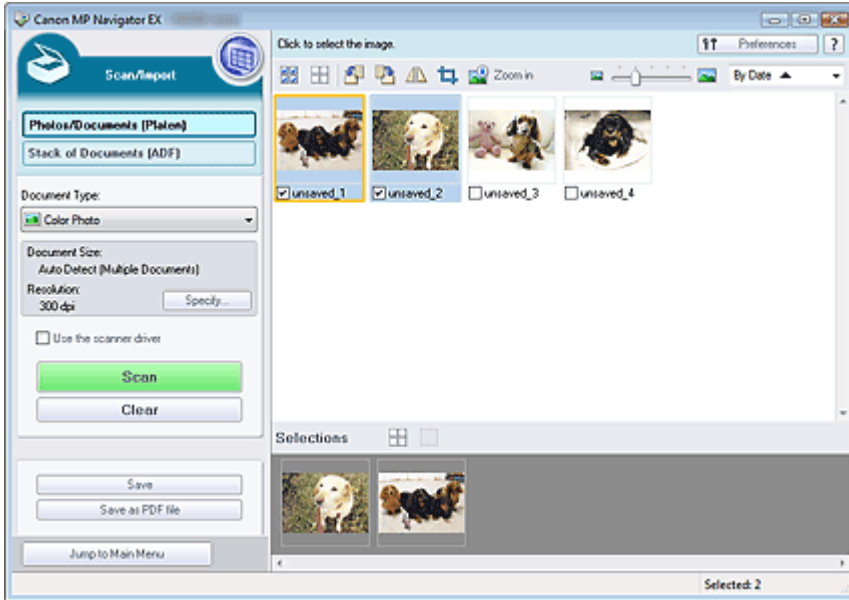 Canon MP Navigator EX
Scan/Import
Photos/Documents (Platen)
Stack of Documents (ADF)
Document Type:
Color Photo
Document Size:
Auto Detect (Multiple Documents)
Resolution:
300 dpi
Specify...
Use the scanner driver
Scan
Clear
Save
Save as PDF file
Jump to Main Menu
Click to select the image.
Preferences
?
Zoom in
By Date
unsaved_1
unsaved_2
unsaved_3
unsaved_4
Selections
Selected: 2